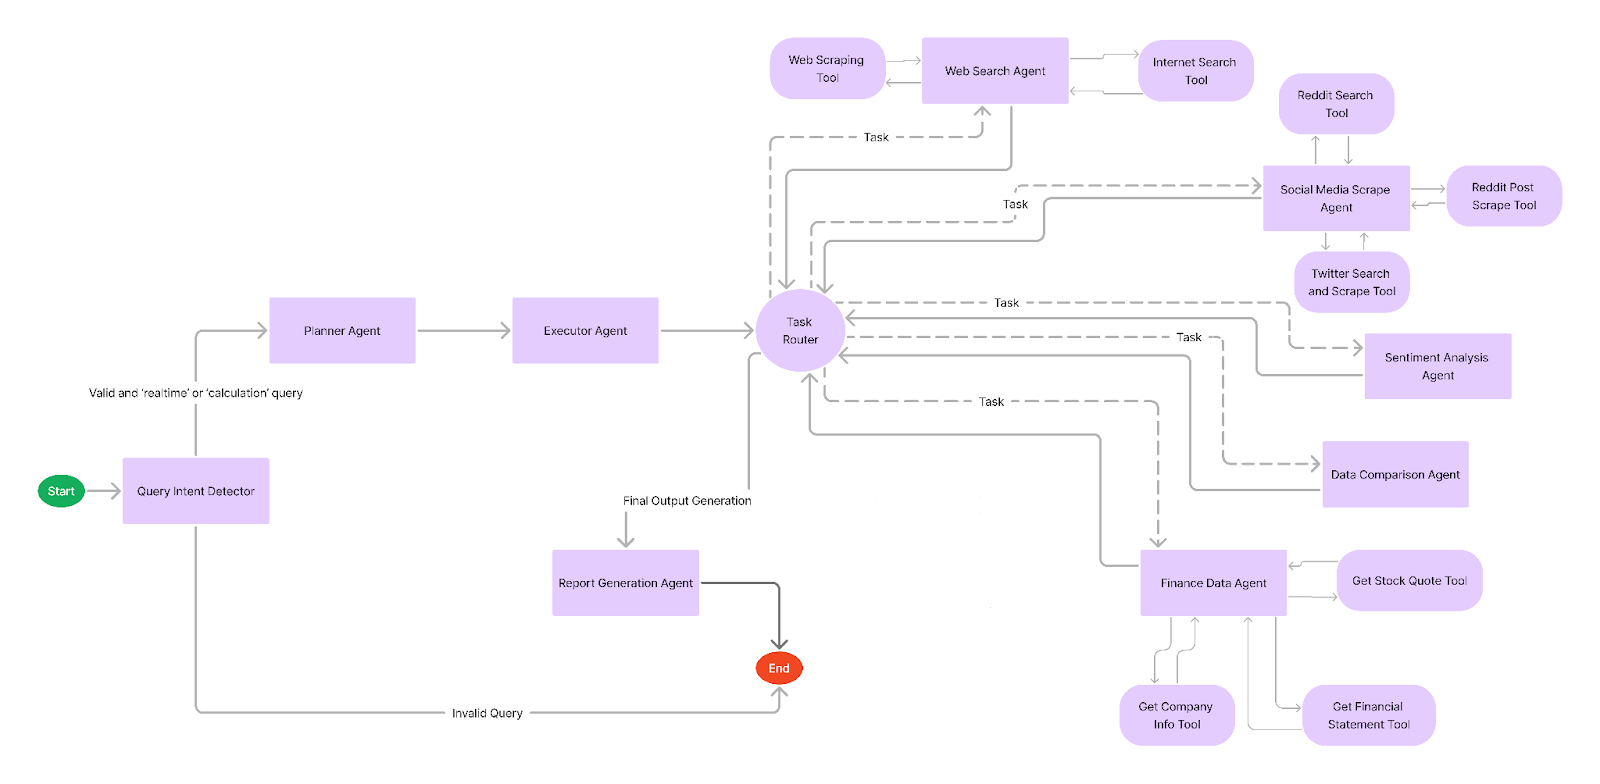 Web Scraping
Tool
Web Search Agent
Internet Search
Tool
Reddit Search
Tool
Task
Social Media Scrape
Agent
Reddit Post
Scrape Tool
Task
Twitter Search
and Scrape Tool
Task
Planner Agent
Executor Agent
Task
Router
Task
Sentiment Analysis
Agent
Valid and ‘realtime’ or ‘calculation’ query
Task
Start
Query Intent Detector
Data Comparison Agent
Final Output Generation
Report Generation Agent
Finance Data Agent
Get Stock Quote Tool
End
Invalid Query
Get Company
Info Tool
Get Financial
Statement Tool